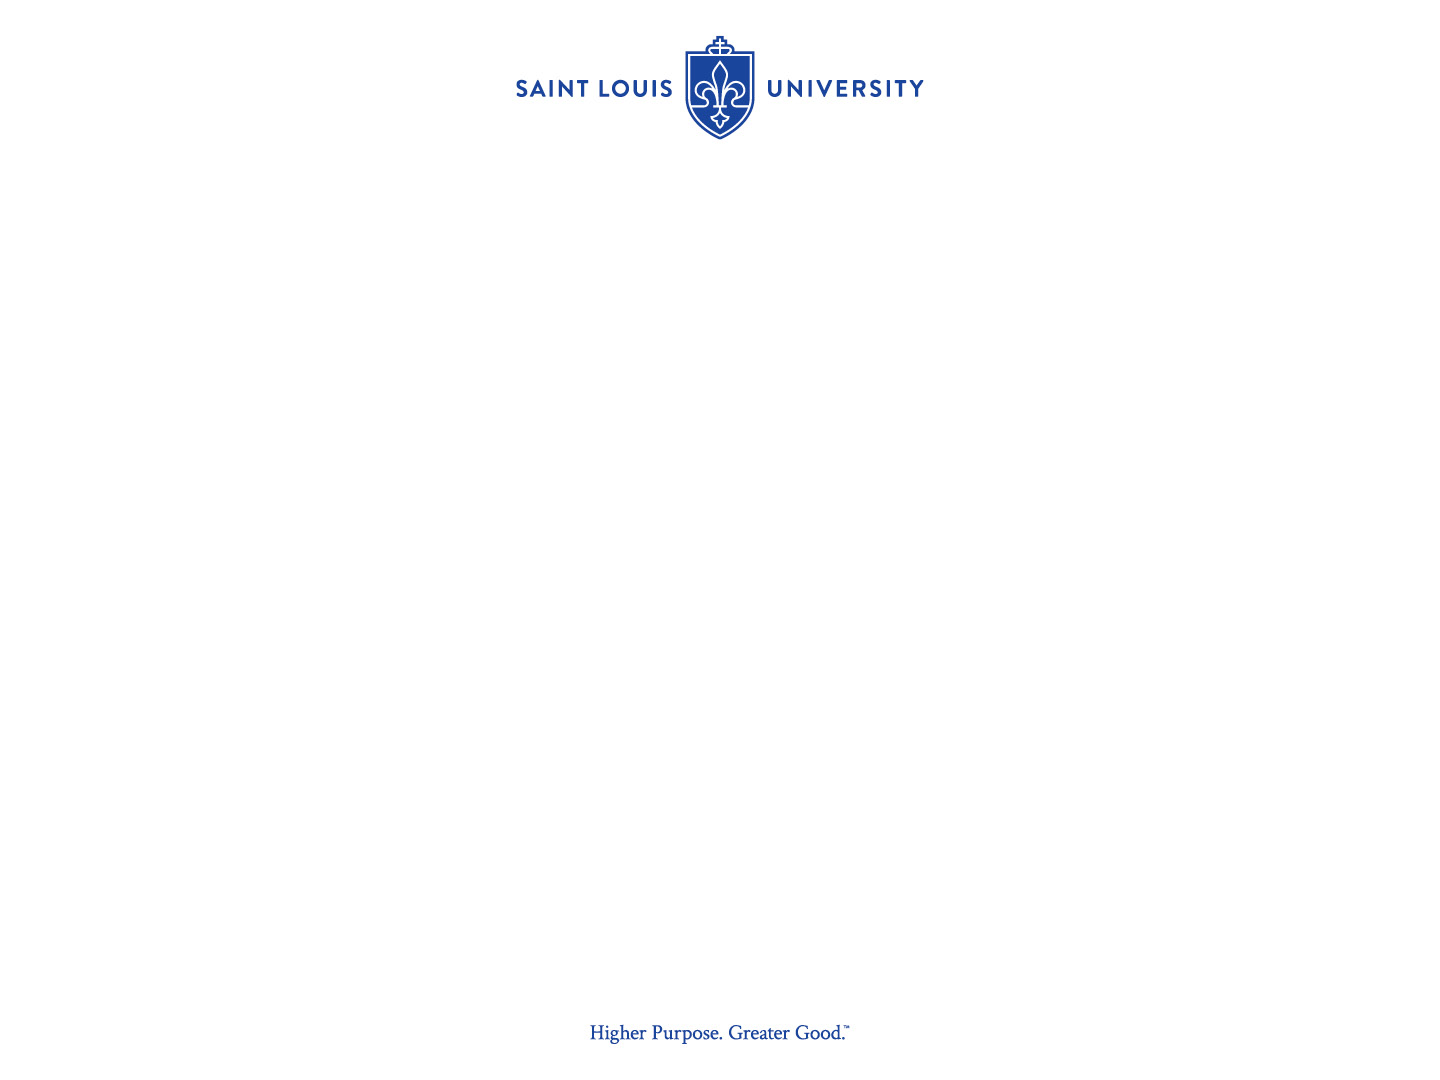 SAINT LOUIS UNIVERSITY
Higher Purpose. Greater Good.™